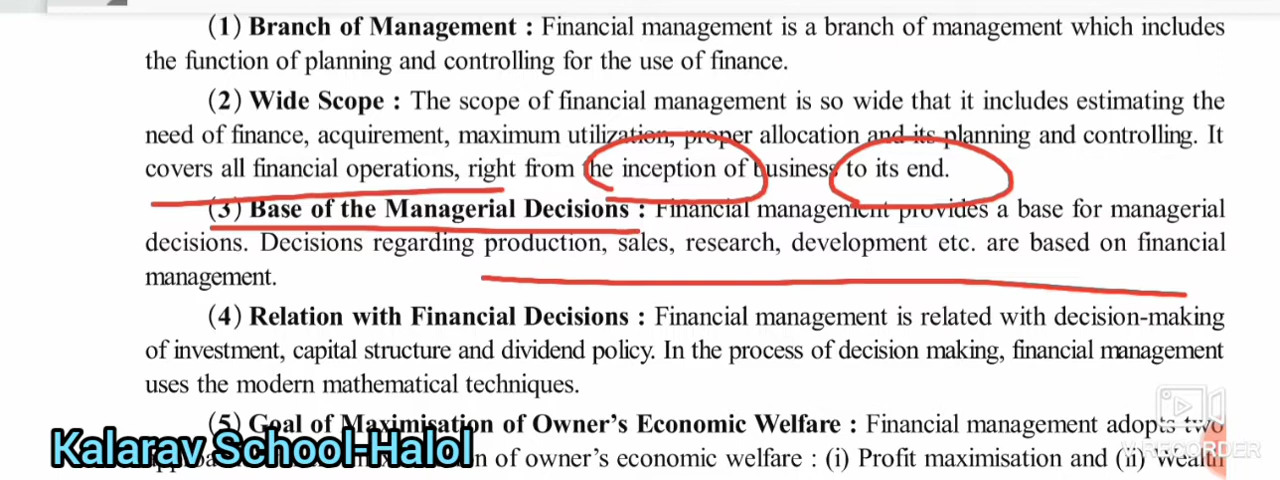 (1) Branch of Management : Financial management is a branch of management which includes
the function of planning and controlling for the use of finance.
(2) Wide Scope : The scope of financial management is so wide that it includes estimating the
need of finance, acquirement, maximum utilization, proper allocation and its planning and controlling. It
covers all financial operations, right from the inception of business to its end.
(3) Base of the Managerial Decisions : Financial management provides a base for managerial
decisions. Decisions regarding production, sales, research, development etc. are based on financial
management.
(4) Relation with Financial Decisions : Financial management is related with decision-making
of investment, capital structure and dividend policy. In the process of decision making, financial management
uses the modern mathematical techniques.
(5) Goal of Maximisation of Owner's Economic Welfare : Financial management adopts two
of owner's economic welfare : (i) Profit maximisation and (ii) Wealth
Kalarav School-Halol
V RECORDER